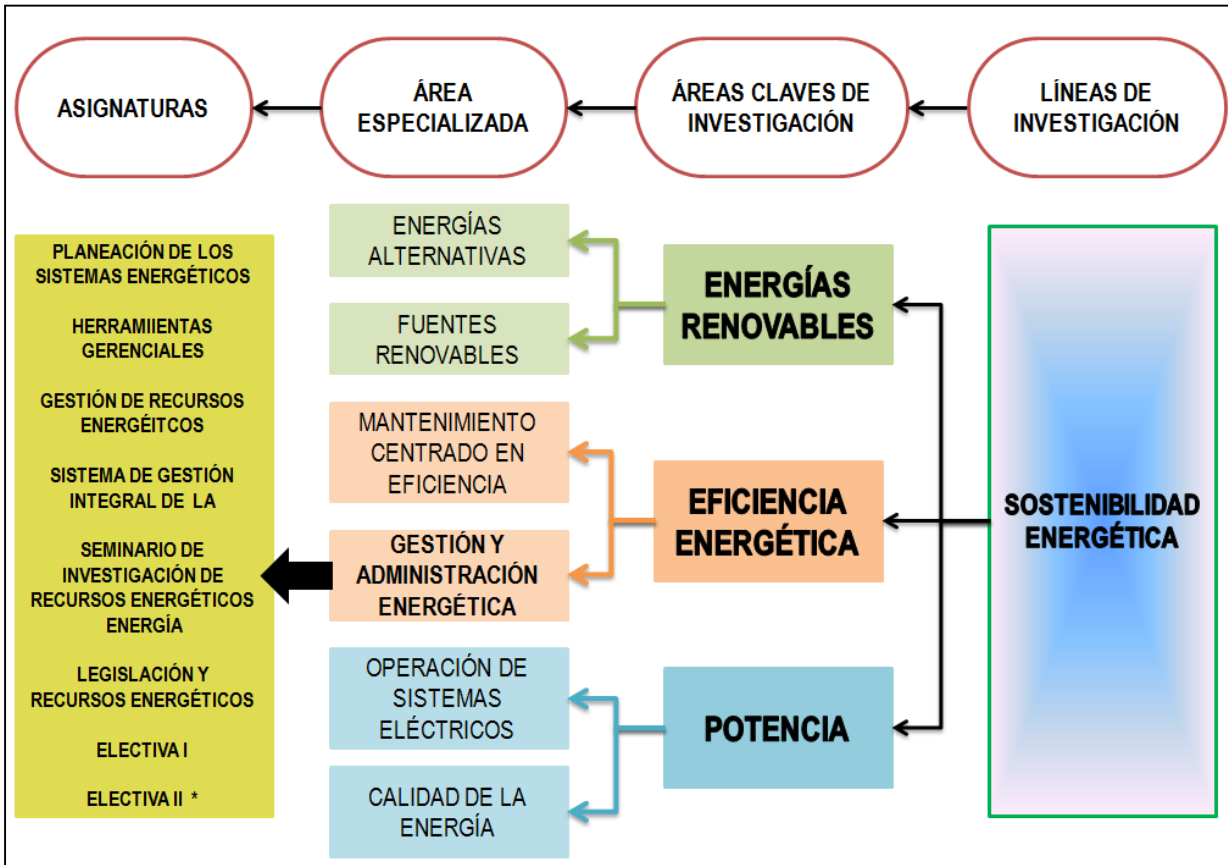 ASIGNATURAS
ÁREA
ESPECIALIZADA
ÁREAS CLAVES DE
INVESTIGACIÓN
LÍNEAS DE
INVESTIGACIÓN
PLANEACIÓN DE LOS
SISTEMAS ENERGÉTICOS
HERRAMIIENTAS
GERENCIALES
GESTIÓN DE RECURSOS
ENERGÉITCOS
SISTEMA DE GESTIÓN
INTEGRAL DE LA
SEMINARIO DE
INVESTIGACIÓN DE
RECURSOS ENERGÉTICOS
ENERGÍA
LEGISLACIÓN Y
RECURSOS ENERGÉTICOS
ELECTIVA I
ELECTIVA II *
ENERGÍAS
ALTERNATIVAS
FUENTES
RENOVABLES
MANTENIMIENTO
CENTRADO EN
EFICIENCIA
GESTIÓN Y
ADMINISTRACIÓN
ENERGÉTICA
OPERACIÓN DE
SISTEMAS
ELÉCTRICOS
CALIDAD DE LA
ENERGÍA
ENERGÍAS
RENOVABLES
EFICIENCIA
ENERGÉTICA
POTENCIA
SOSTENIBILIDAD
ENERGÉTICA